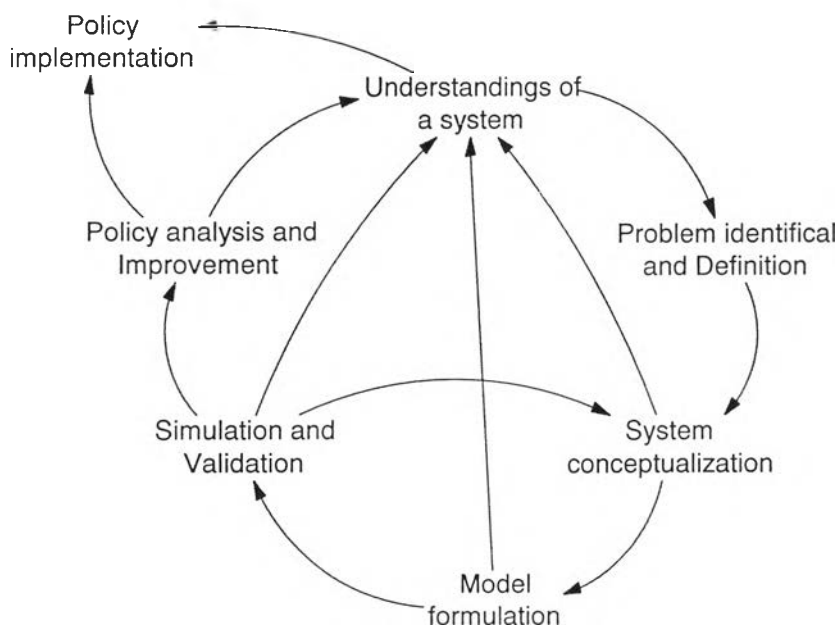 Policy
implementation
Understandings of
a system
Policy analysis and
Improvement
Problem identifical
and Definition
Simulation and
Validation
System
conceptualization
Model
formulation